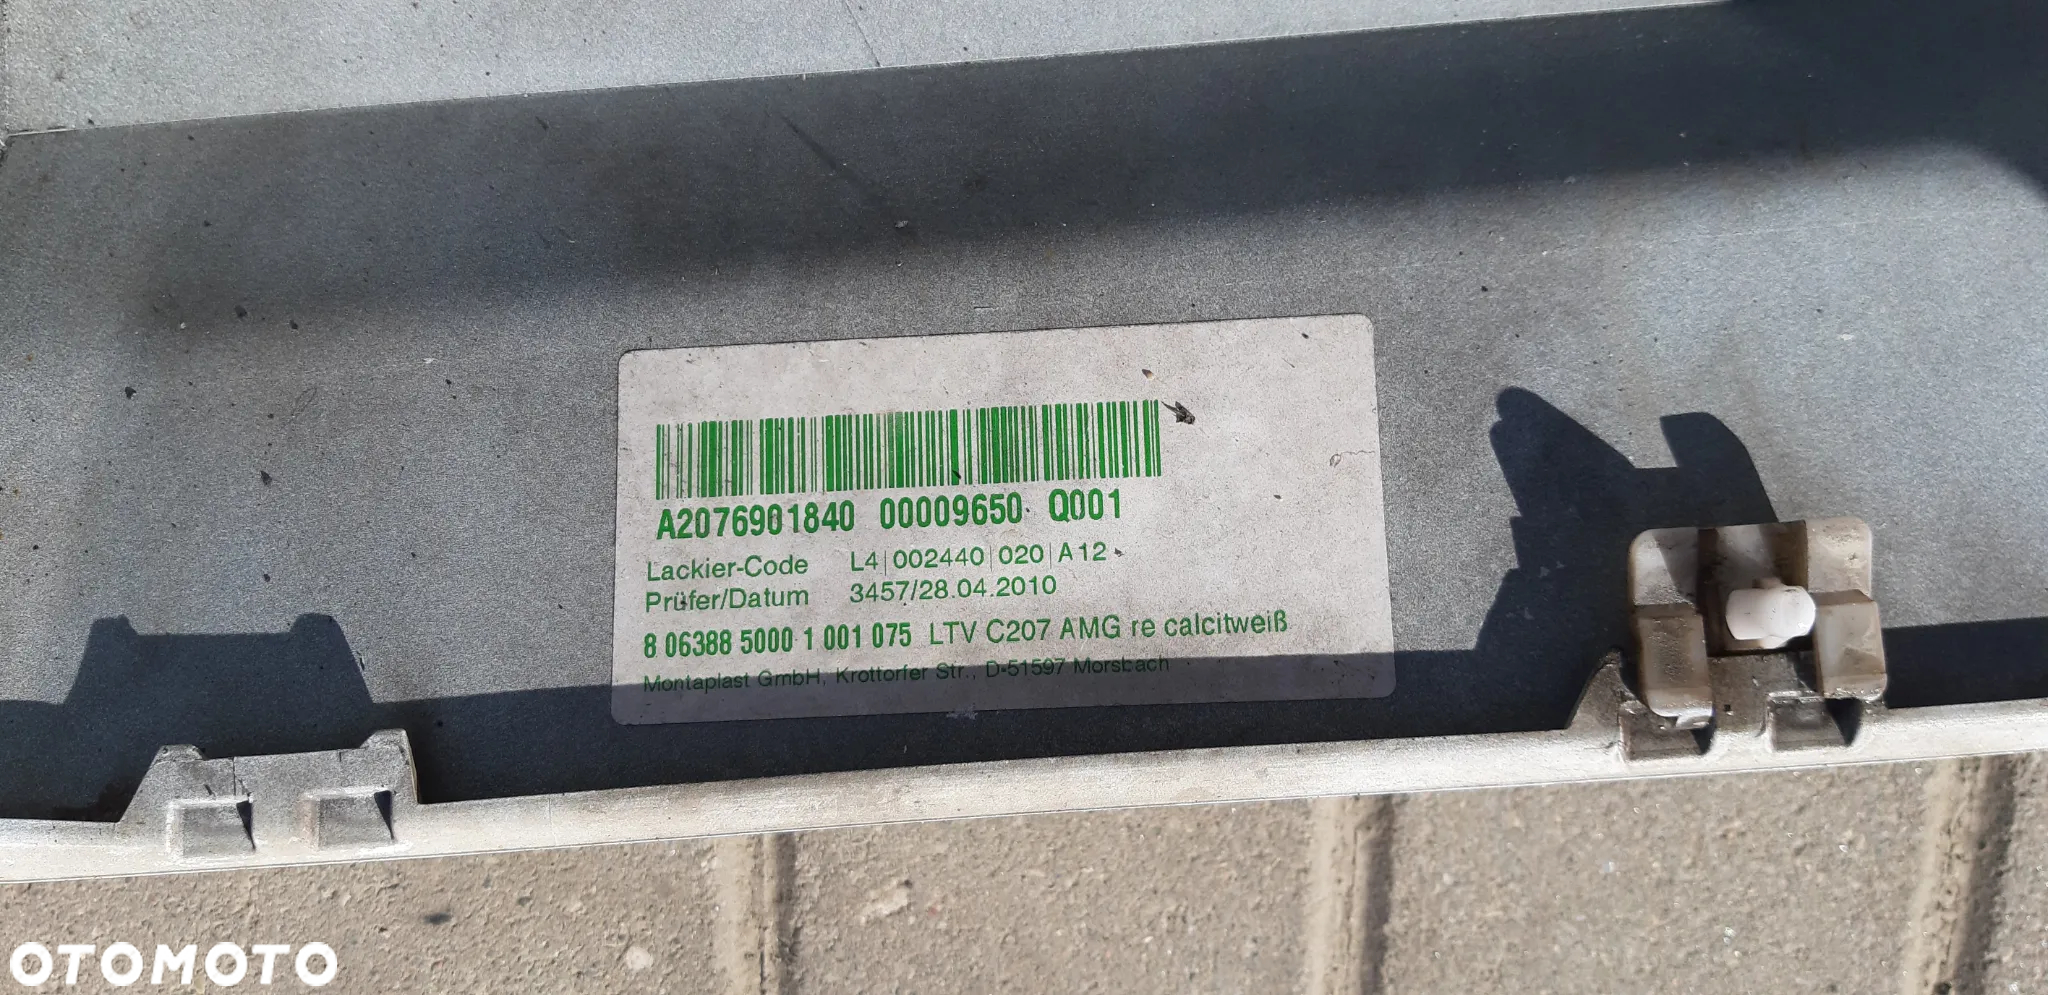 A2076901840 00009650 Q001
Lackier-Code L4|002440|020|A12
Prüfer/Datum 3457/28.04.2010
8 06388 5000 1 001 075 LTV C207 AMG re calcitweiß
Montaplast GmbH, Krottorfer Str., D-51597 Morsbach
OTOMOTO